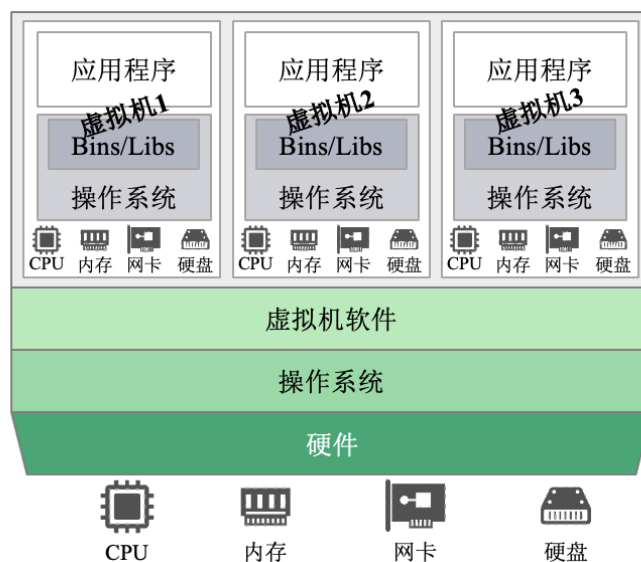 应用程序 应用程序 应用程序
虚拟机1 虚拟机2 虚拟机3
Bins/Libs Bins/Libs Bins/Libs
操作系统 操作系统 操作系统
CPU 内存 网卡 硬盘 CPU 内存 网卡 硬盘 CPU 内存 网卡 硬盘
虚拟机软件
操作系统
硬件
CPU 内存 网卡 硬盘